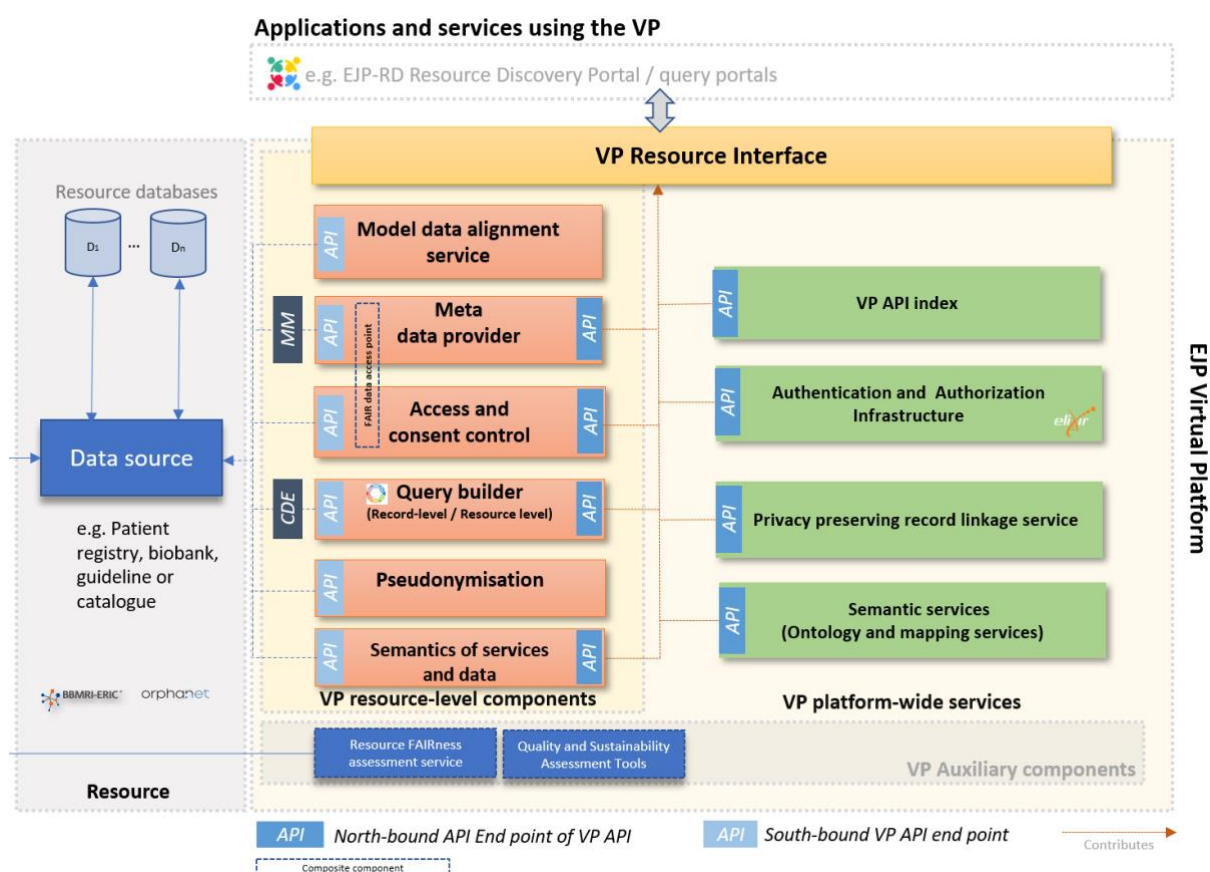 Applications and services using the VP
e.g. EJP-RD Resource Discovery Portal / query portals
VP Resource Interface
Resource databases
D1
...
Dn
Data source
e.g. Patient
registry, biobank,
guideline or
catalogue
BBMRI-ERIC
orphanet
Resource
API
Model data alignment
service
MM
API
Meta
data provider
API
FAIR data access point
API
Access and
consent control
API
CDE
API
Query builder
(Record-level / Resource level)
API
API
Pseudonymisation
API
Semantics of services
and data
API
VP resource-level components
API
VP API index
API
Authentication and Authorization
Infrastructure
elixir
API
Privacy preserving record linkage service
API
Semantic services
(Ontology and mapping services)
VP platform-wide services
EJP Virtual Platform
Resource FAIRness
assessment service
Quality and Sustainability
Assessment Tools
VP Auxiliary components
API
North-bound API End point of VP API
API
South-bound VP API end point
Contributes
Composite component